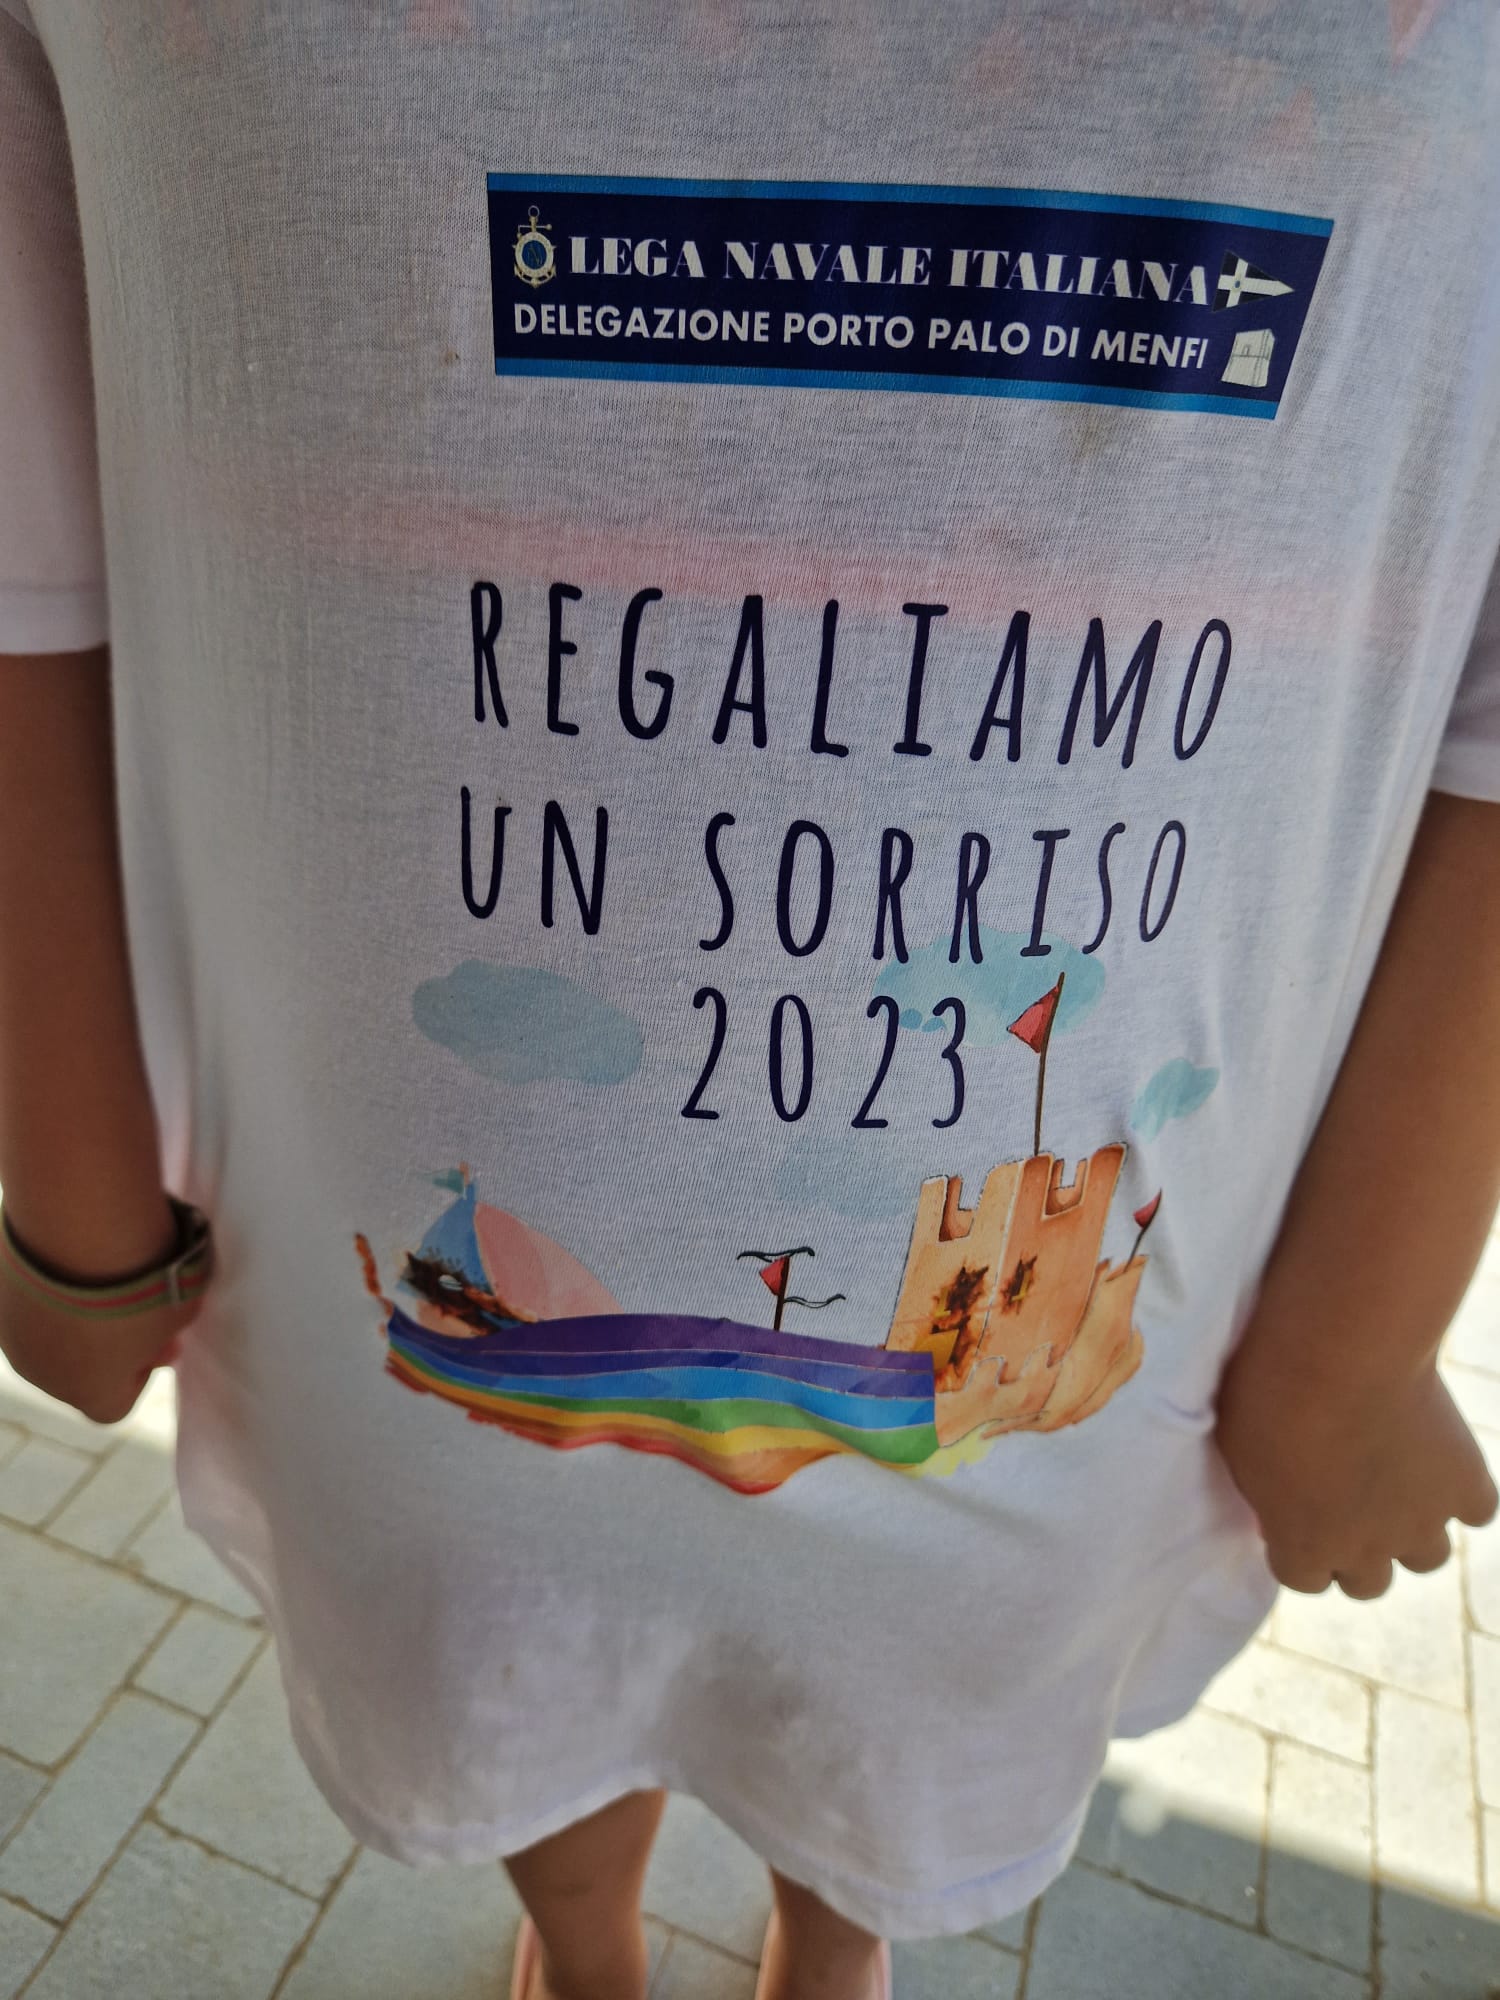 LEGA NAVALE ITALIANA
DELEGAZIONE PORTO PALO DI MENFI
REGALIAMO
UN SORRISO
2023